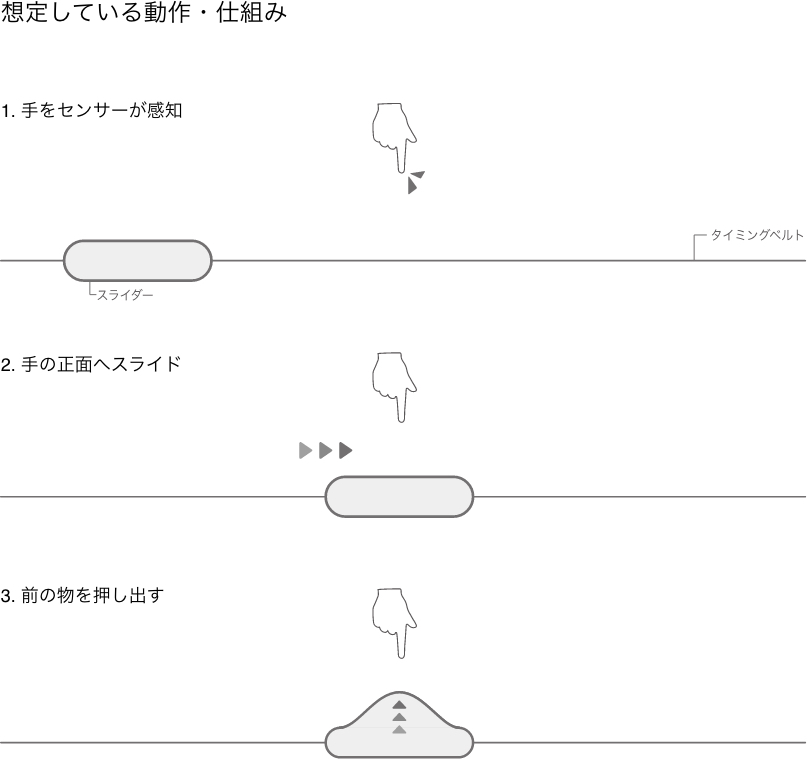 想定している動作・仕組み
1. 手をセンサーが感知
タイミングベルト
スライダー
2. 手の正面へスライド
3. 前の物を押し出す